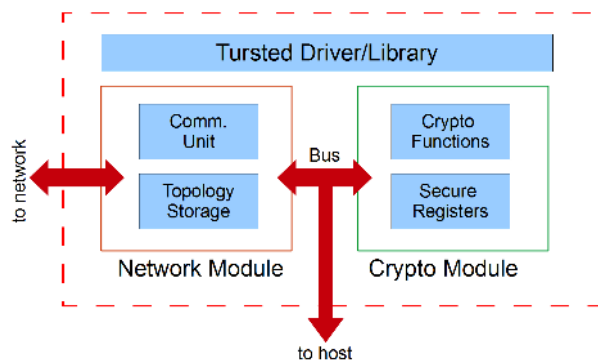 Tursted Driver/Library
Comm.
Unit
Topology
Storage
Network Module
Bus
Crypto
Functions
Secure
Registers
Crypto Module
to network
to host